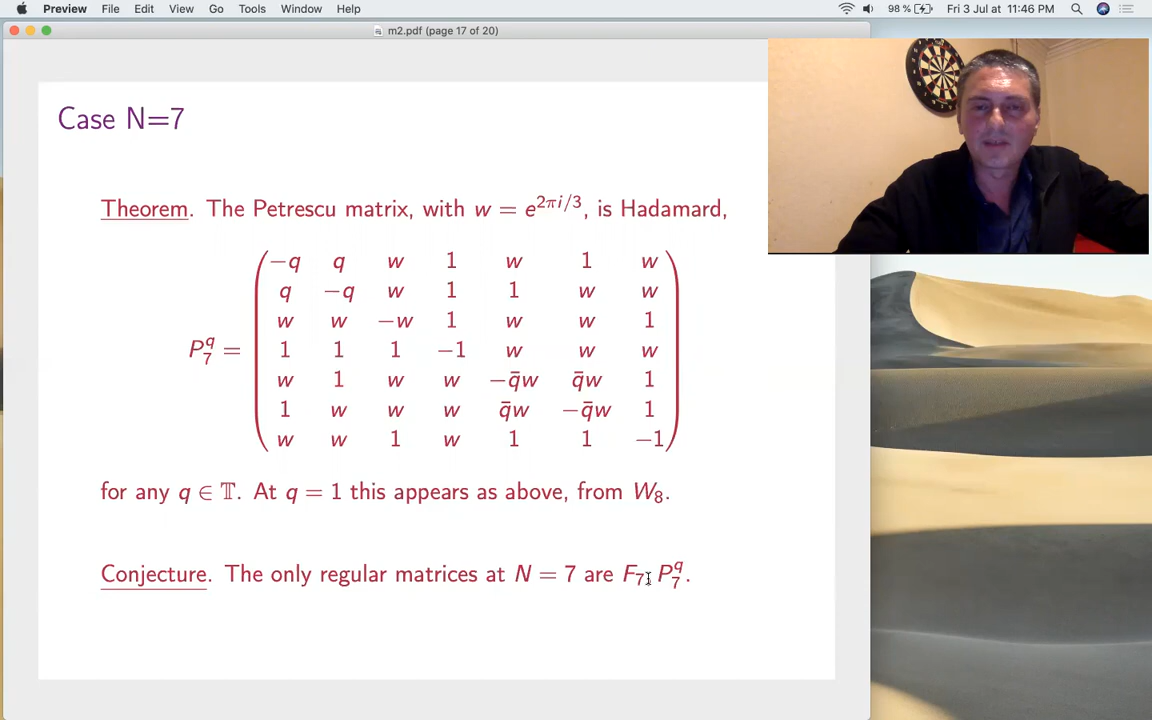 Preview File Edit View Go Tools Window Help 98 % Fri 3 Jul at 11:46 PM
m2.pdf (page 17 of 20)
Case N=7
Theorem. The Petrescu matrix, with w = e^{2πi/3}, is Hadamard,
−q q w 1 w 1 w
q −q w 1 1 w w
w w −w 1 w w 1
P_7^q = 1 1 1 −1 w w w
w 1 w w −q̄w q̄w 1
1 w w w q̄w −q̄w 1
w w 1 w 1 1 −1
for any q ∈ 𝕋. At q = 1 this appears as above, from W_8.
Conjecture. The only regular matrices at N = 7 are F_7, P_7^q.